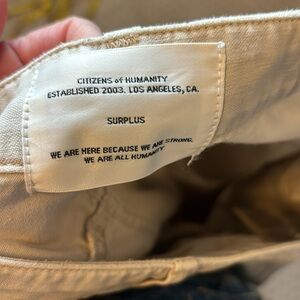 CITIZENS of HUMANITY
ESTABLISHED 2003. LOS ANGELES, CA.
SURPLUS
WE ARE HERE BECAUSE WE ARE STRONG.
WE ARE ALL HUMANITY.